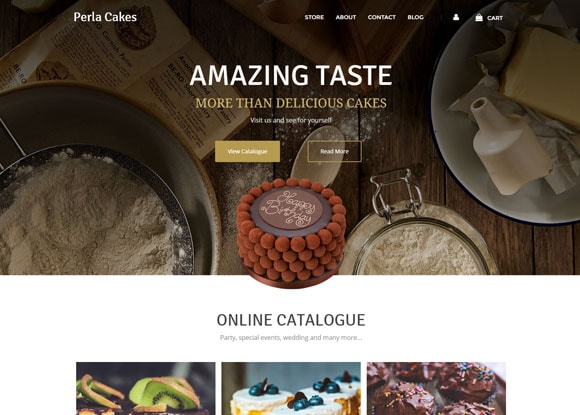 Perla Cakes
STORE ABOUT CONTACT BLOG CART
AMAZING TASTE
MORE THAN DELICIOUS CAKES
Visit us and see for yourself
View Catalogue Read More
Happy
Birthday
ONLINE CATALOGUE
Party, special events, wedding and many more...